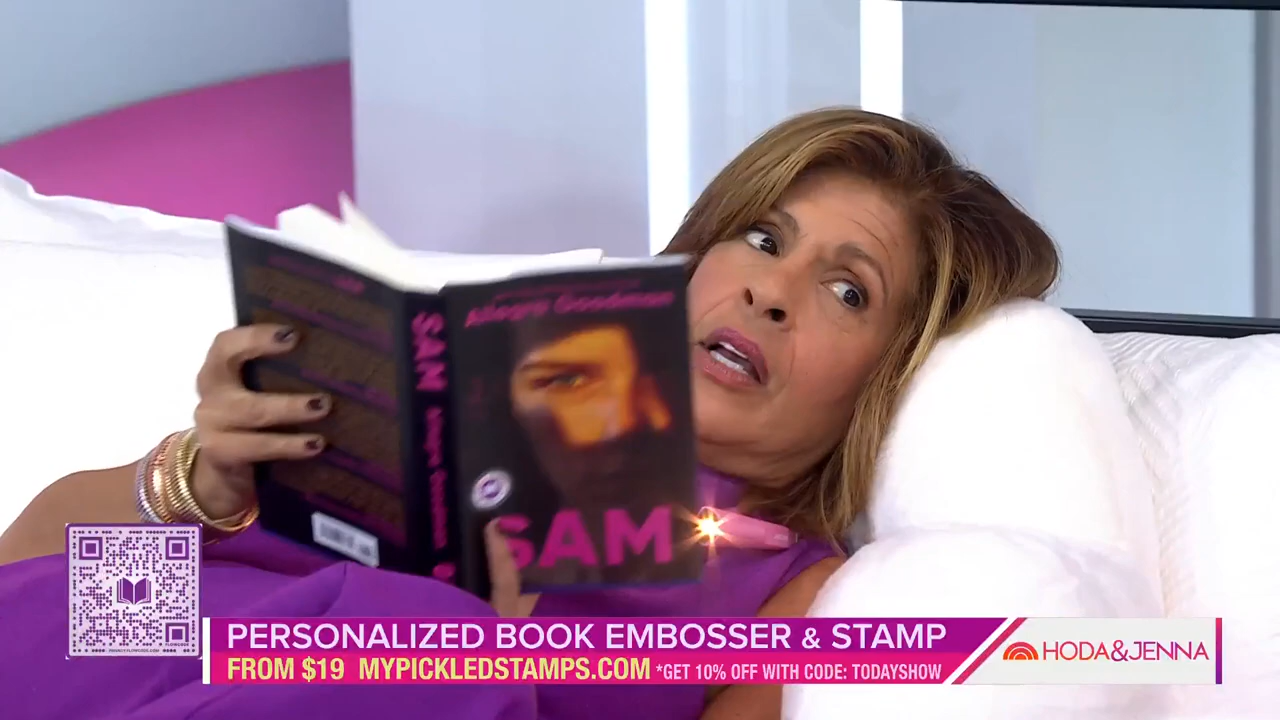 Allegra Goodman
SAM
Allegra Goodman
SAM
PERSONALIZED BOOK EMBOSSER & STAMP
FROM $19 MYPICKLEDSTAMPS.COM *GET 10% OFF WITH CODE: TODAYSHOW
HODA&JENNA